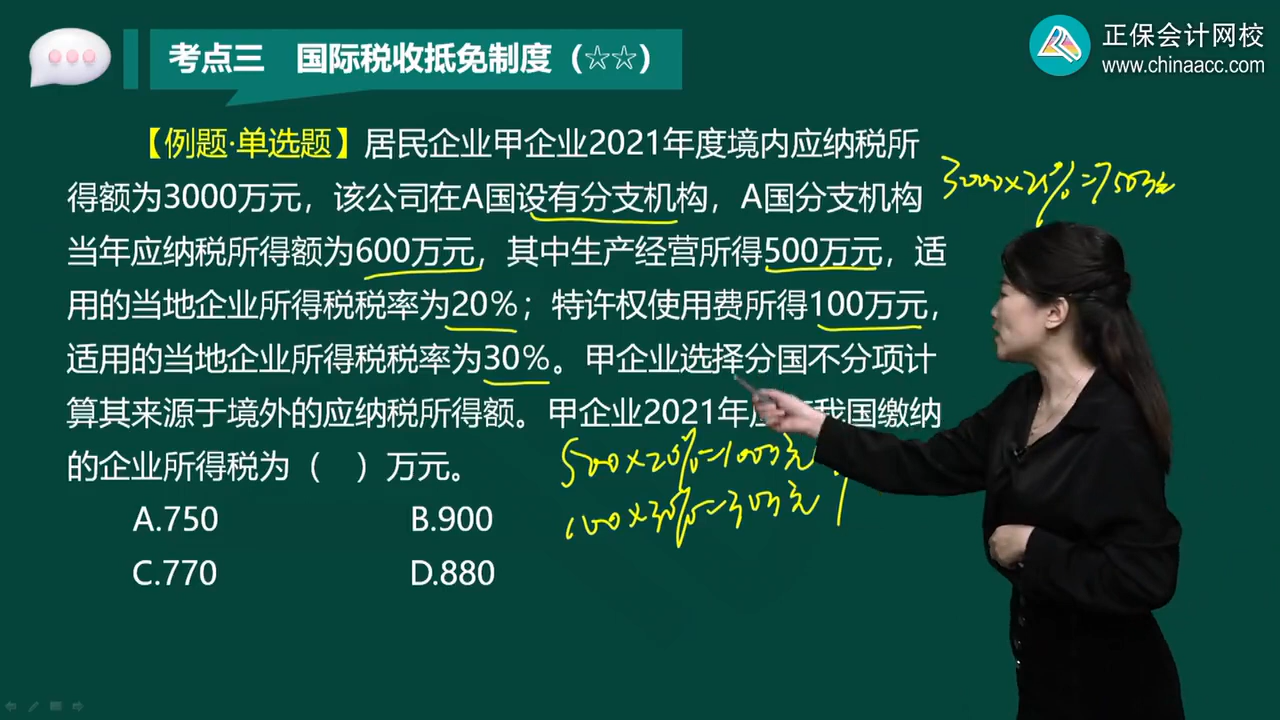 考点三 国际税收抵免制度（☆☆）
正保会计网校
www.chinaacc.com
【例题·单选题】居民企业甲企业2021年度境内应纳税所
得额为3000万元，该公司在A国设有分支机构，A国分支机构
当年应纳税所得额为600万元，其中生产经营所得500万元，适
用的当地企业所得税税率为20%；特许权使用费所得100万元，
适用的当地企业所得税税率为30%。甲企业选择分国不分项计
算其来源于境外的应纳税所得额。甲企业2021年应我国缴纳
的企业所得税为（ ）万元。
A.750 B.900
C.770 D.880
3000×25%=750万元
500×20%=100万元
100×30%=30万元